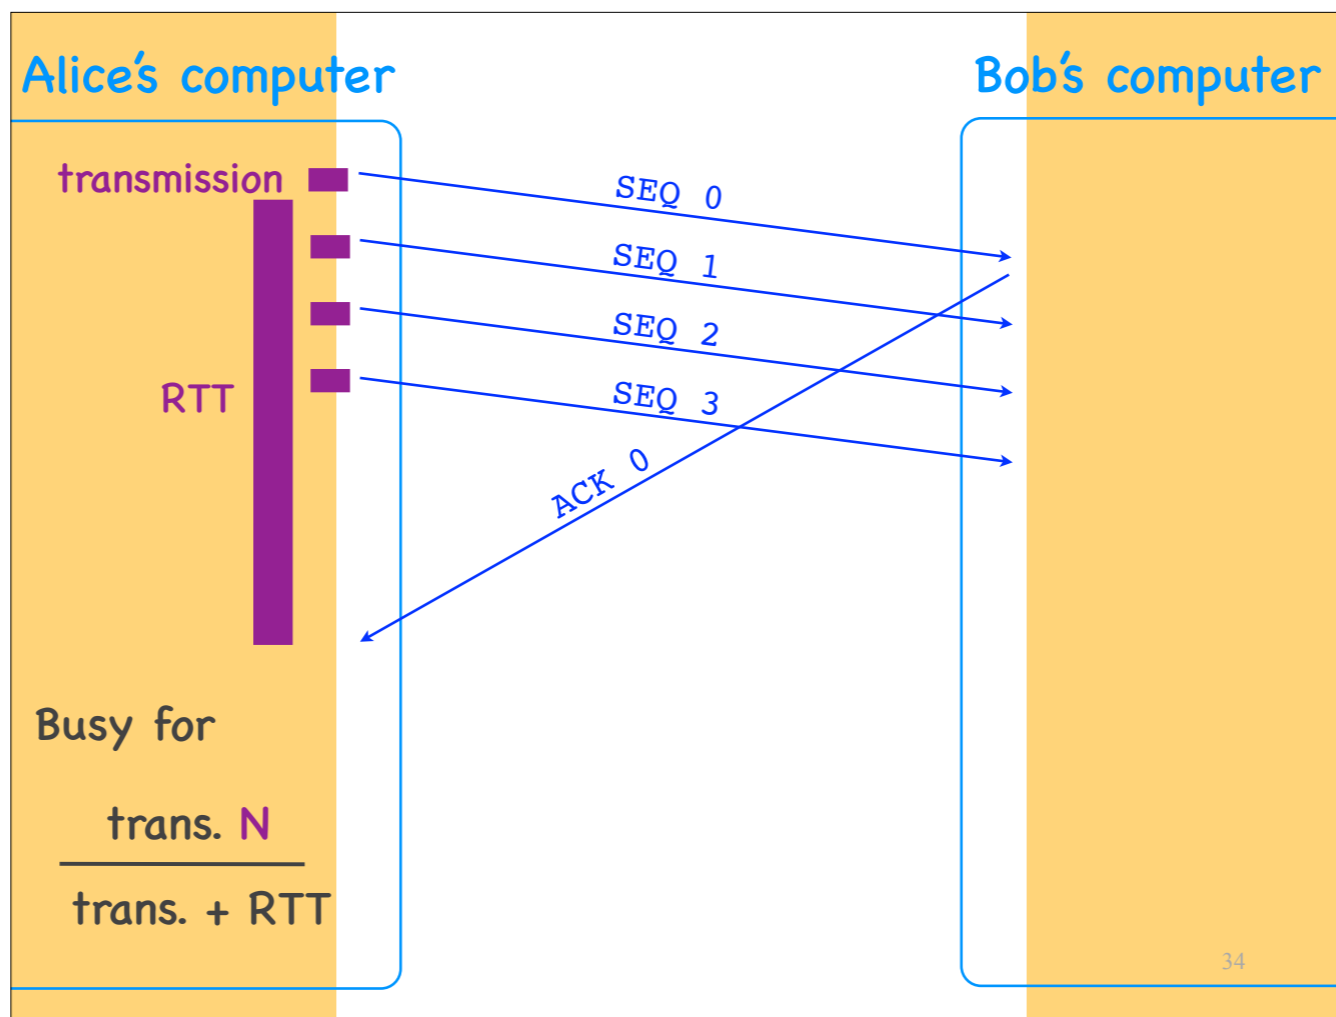 Alice's computer
Bob's computer
transmission
SEQ 0
SEQ 1
SEQ 2
SEQ 3
RTT
ACK 0
Busy for
trans. N
trans. + RTT
34